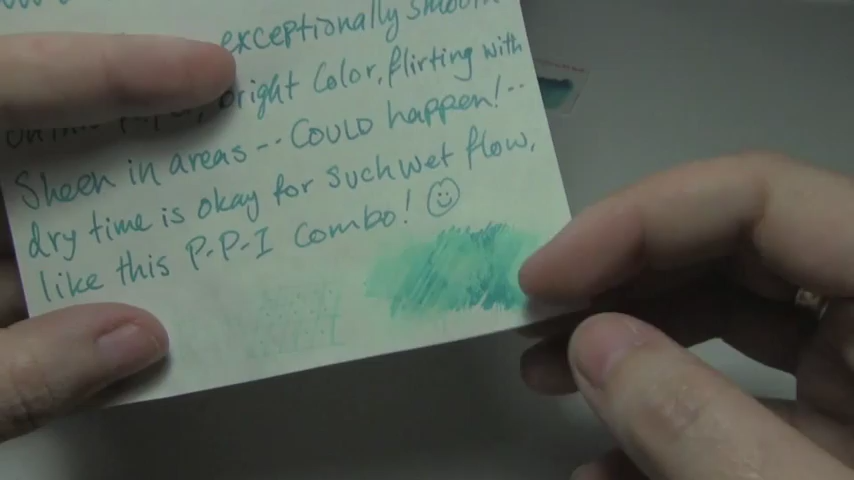 exceptionally smooth
bright color, flirting with
Sheen in areas -- COULD happen! --
dry time is okay for such wet flow,
like this P-P-I combo! ☺